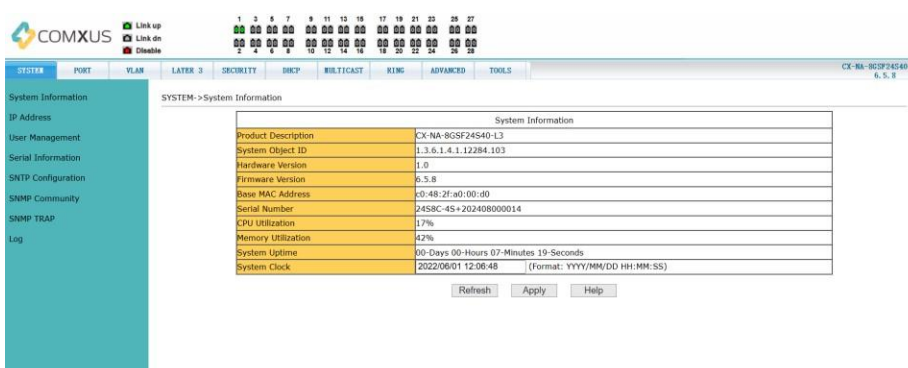 COMXUS
Link up
Link dn
Disable
1 3 5 7 9 11 13 15 17 19 21 23 25 27
2 4 6 8 10 12 14 16 18 20 22 24 26 28
SYSTEM PORT VLAN LAYER 3 SECURITY DHCP MULTICAST RING ADVANCED TOOLS
CX-NA-8GSF24S40
6.5.8
System Information
IP Address
User Management
Serial Information
SNTP Configuration
SNMP Community
SNMP TRAP
Log
SYSTEM->System Information
System Information
Product Description CX-NA-8GSF24S40-L3
System Object ID 1.3.6.1.4.1.12284.103
Hardware Version 1.0
Firmware Version 6.5.8
Base MAC Address c0:48:2f:a0:00:d0
Serial Number 24S8C-4S+202408000014
CPU Utilization 17%
Memory Utilization 42%
System Uptime 00-Days 00-Hours 07-Minutes 19-Seconds
System Clock 2022/06/01 12:06:48 (Format: YYYY/MM/DD HH:MM:SS)
Refresh Apply Help